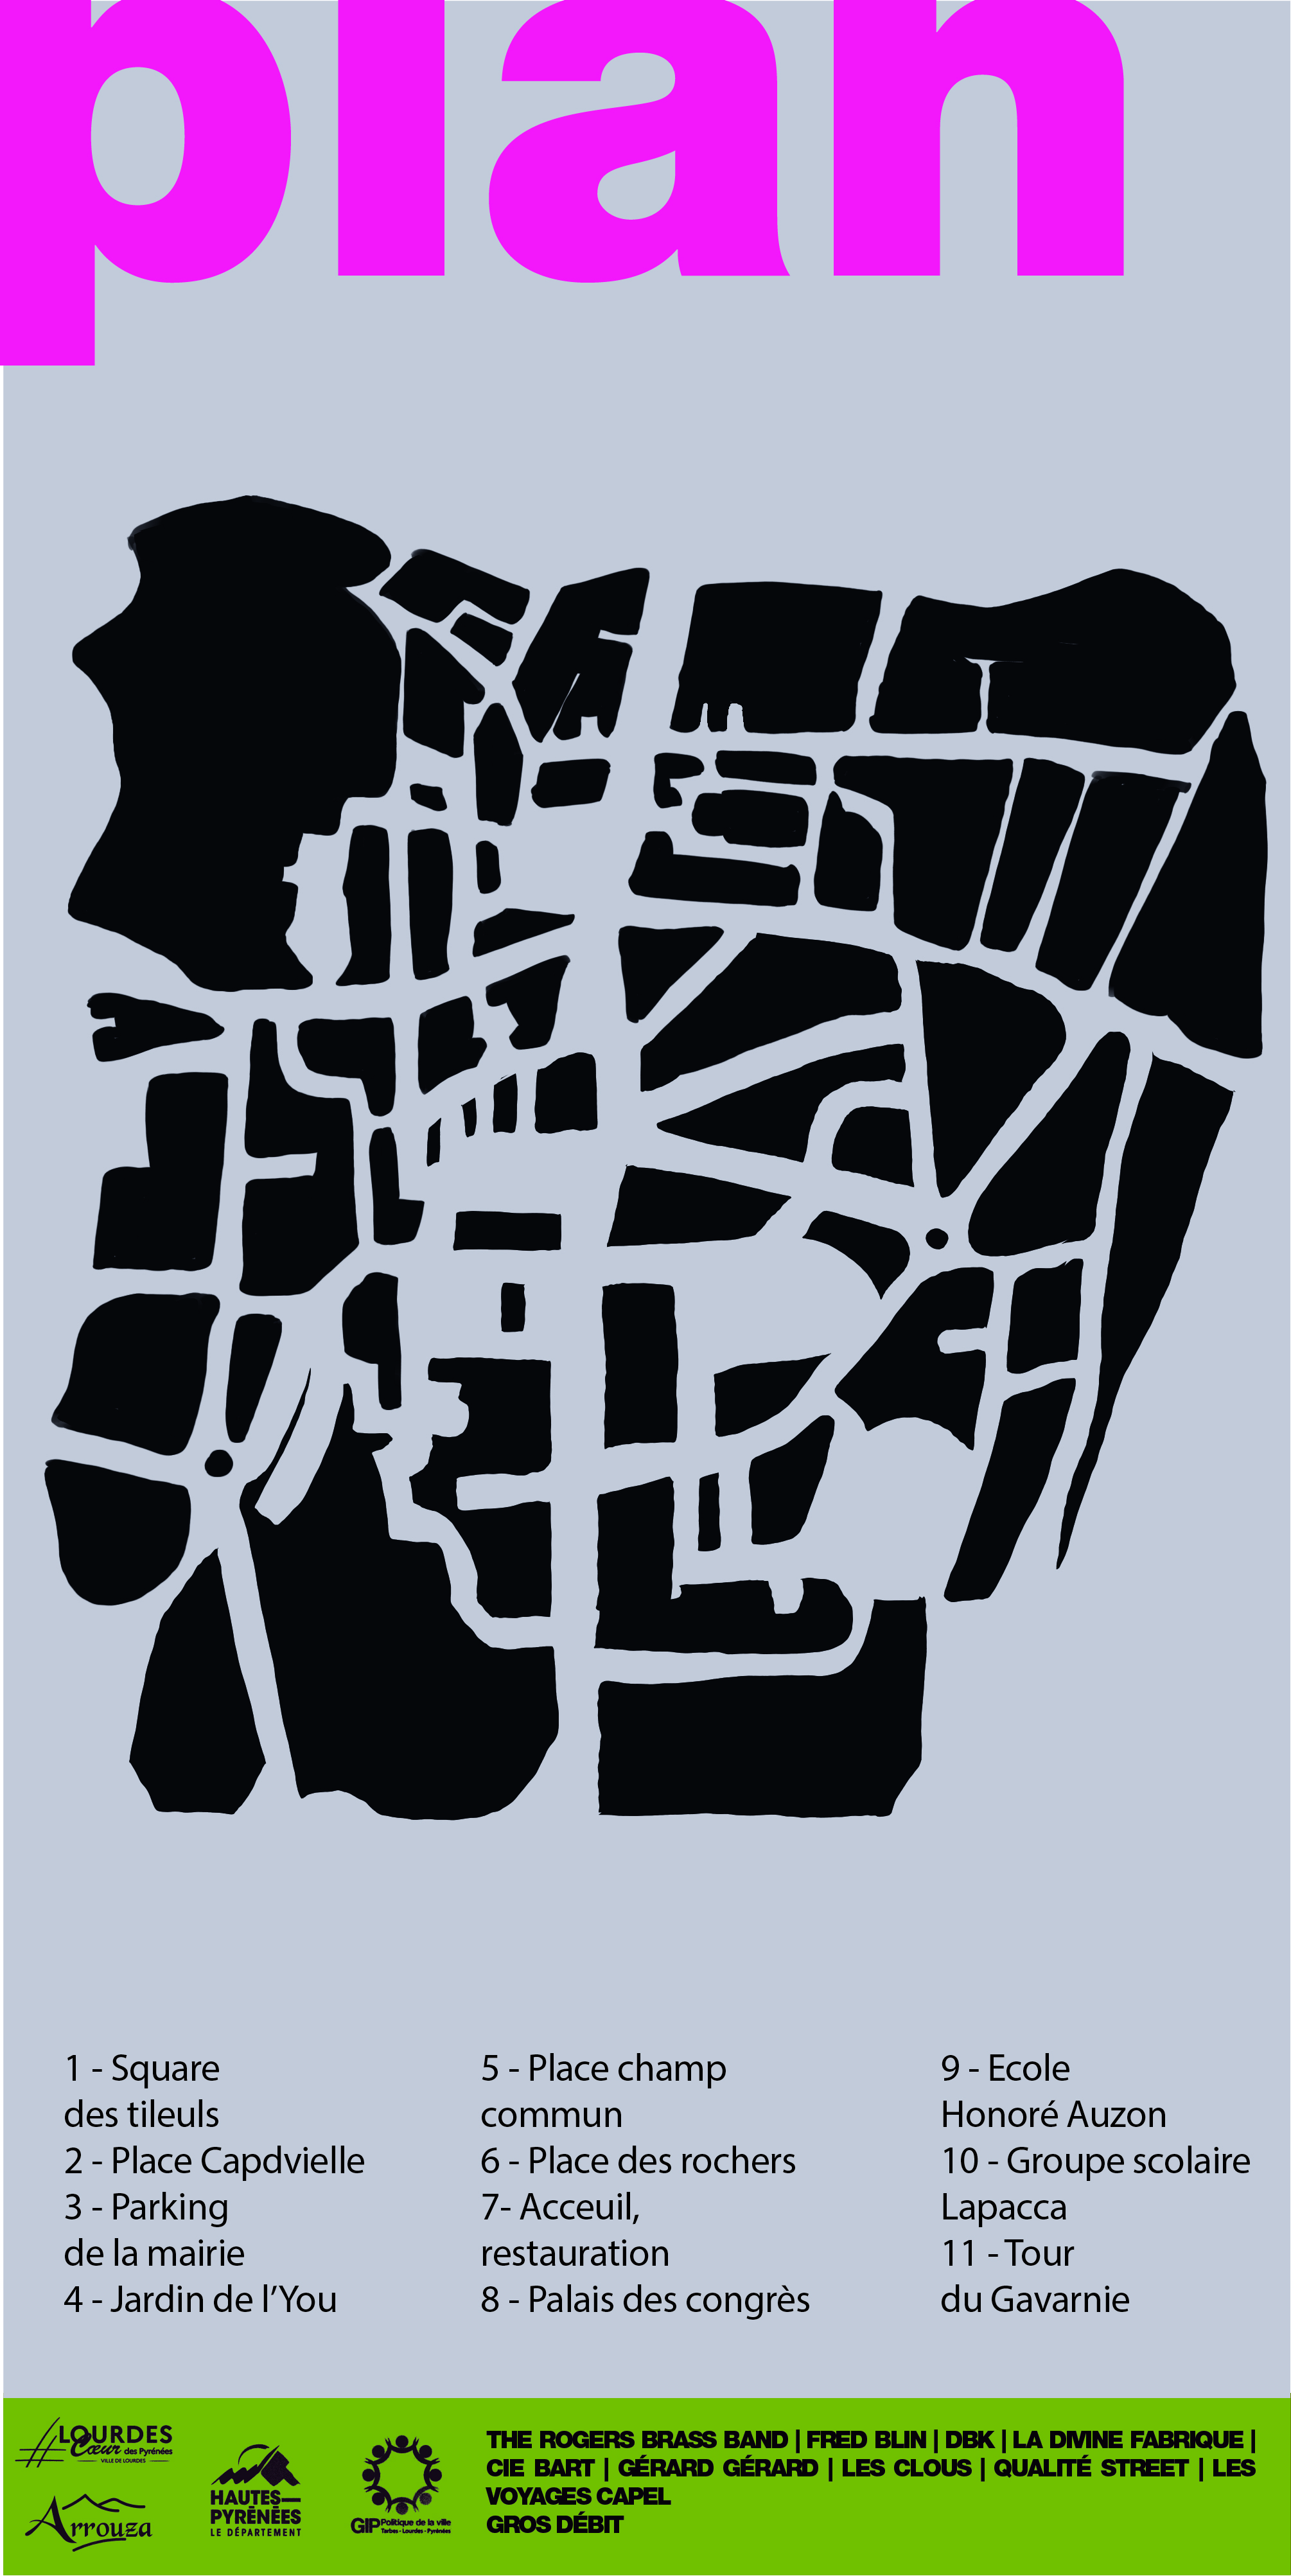 plan
1 - Square
des tileuls
2 - Place Capdvielle
3 - Parking
de la mairie
4 - Jardin de l’You
5 - Place champ
commun
6 - Place des rochers
7- Acceuil,
restauration
8 - Palais des congrès
9 - Ecole
Honoré Auzon
10 - Groupe scolaire
Lapacca
11 - Tour
du Gavarnie
#LOURDES
Cœur des Pyrénées
VILLE DE LOURDES
Arrouza
HAUTES—
PYRÉNÉES
LE DÉPARTEMENT
GIP Politique de la ville
Tarbes - Lourdes - Pyrénées
THE ROGERS BRASS BAND | FRED BLIN | DBK | LA DIVINE FABRIQUE |
CIE BART | GÉRARD GÉRARD | LES CLOUS | QUALITÉ STREET | LES
VOYAGES CAPEL
GROS DÉBIT